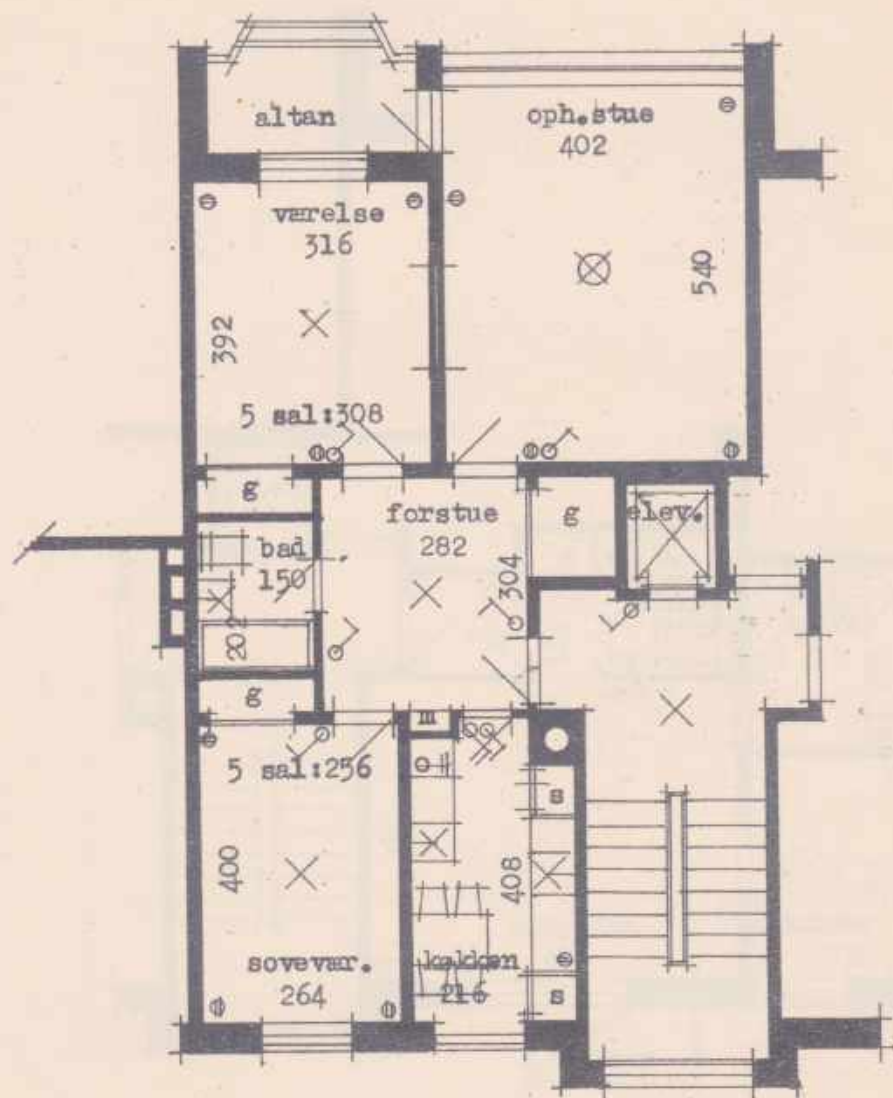 altan
oph.stue
402
værelse
316
540
392
5 sal:308
g
forstue
282
g
elev.
bad
150
304
202
g
m
5 sal:256
s
400
408
sovevær.
264
køkken
216
s